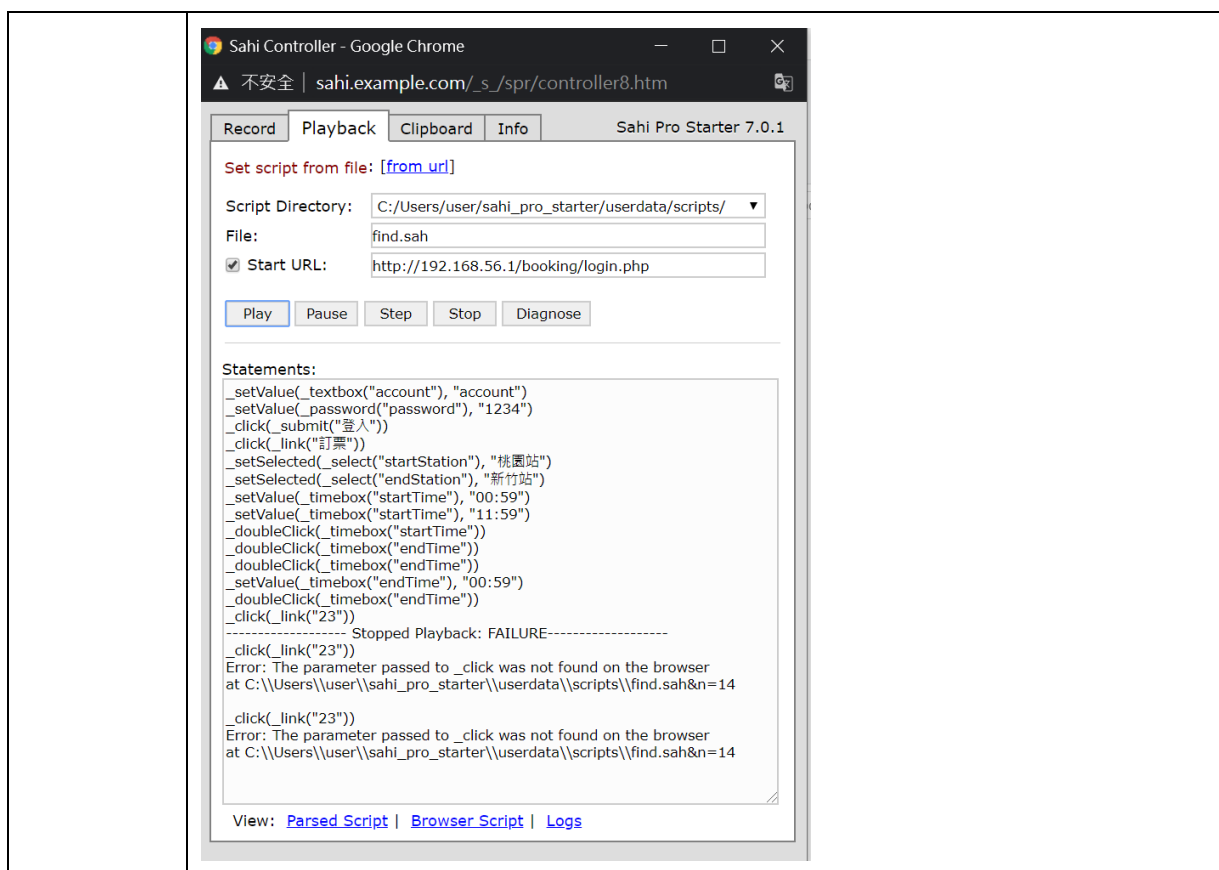 Sahi Controller - Google Chrome
不安全 | sahi.example.com/_s_/spr/controller8.htm
Record Playback Clipboard Info Sahi Pro Starter 7.0.1
Set script from file: [from url]
Script Directory: C:/Users/user/sahi_pro_starter/userdata/scripts/
File: find.sah
Start URL: http://192.168.56.1/booking/login.php
Play Pause Step Stop Diagnose
Statements:
_setValue(_textbox("account"), "account")
_setValue(_password("password"), "1234")
_click(_submit("登入"))
_click(_link("訂票"))
_setSelected(_select("startStation"), "桃園站")
_setSelected(_select("endStation"), "新竹站")
_setValue(_timebox("startTime"), "00:59")
_setValue(_timebox("startTime"), "11:59")
_doubleClick(_timebox("startTime"))
_doubleClick(_timebox("endTime"))
_doubleClick(_timebox("endTime"))
_setValue(_timebox("endTime"), "00:59")
_doubleClick(_timebox("endTime"))
_click(_link("23"))
------------------- Stopped Playback: FAILURE-------------------
_click(_link("23"))
Error: The parameter passed to _click was not found on the browser
at C:\\Users\\user\\sahi_pro_starter\\userdata\\scripts\\find.sah&n=14
_click(_link("23"))
Error: The parameter passed to _click was not found on the browser
at C:\\Users\\user\\sahi_pro_starter\\userdata\\scripts\\find.sah&n=14
View: Parsed Script | Browser Script | Logs